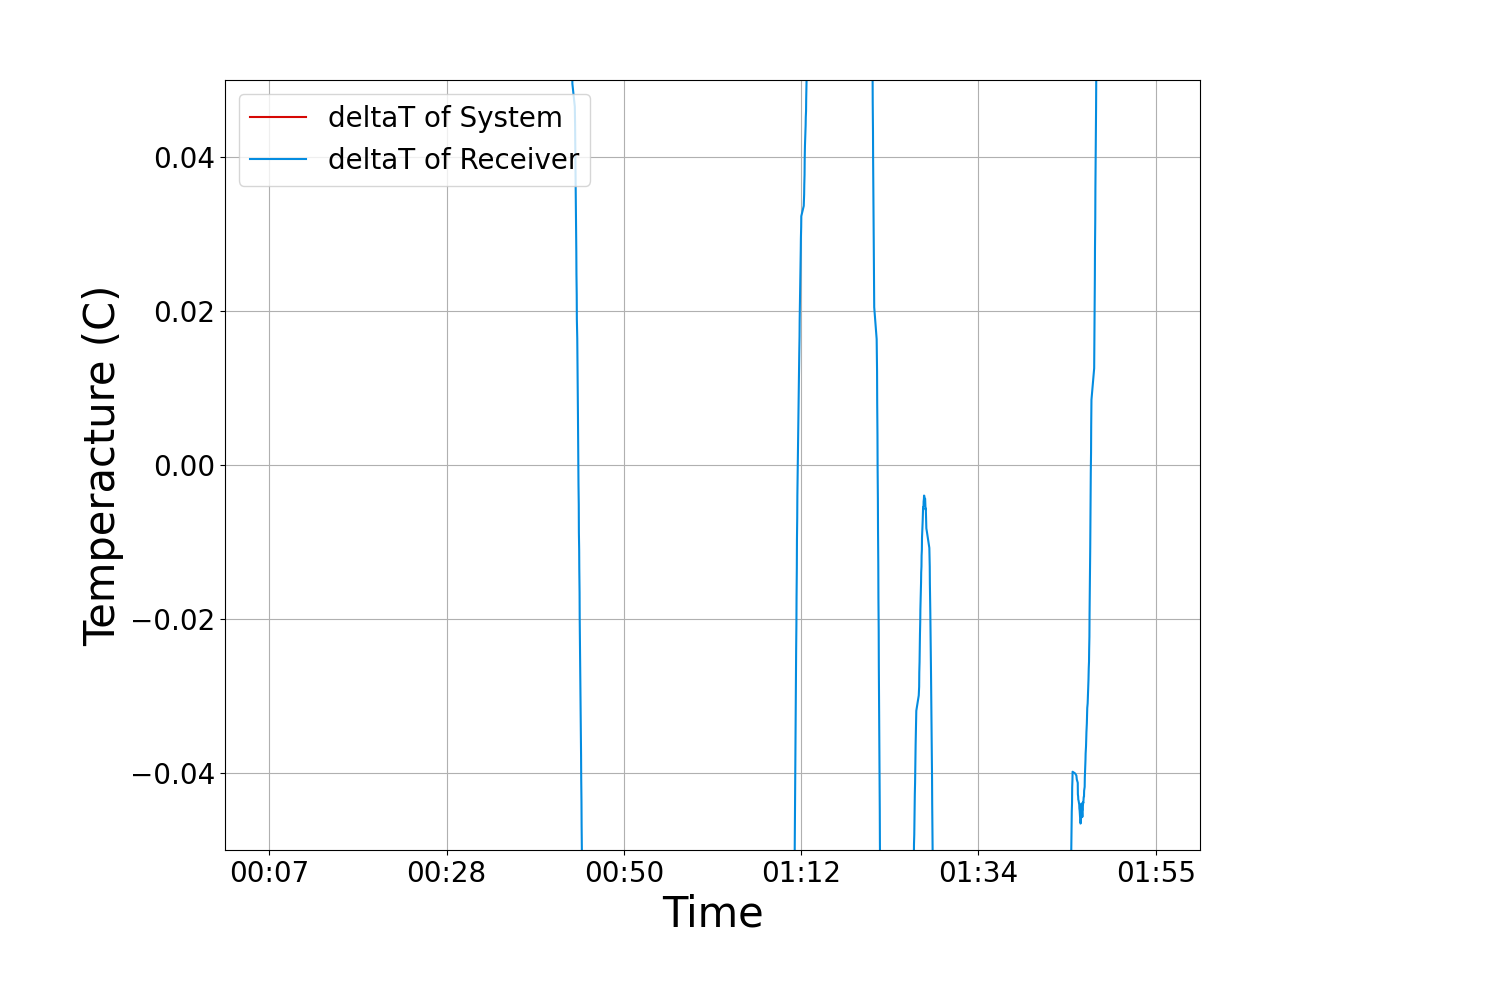 deltaT of System
deltaT of Receiver
0.04
0.02
0.00
−0.02
−0.04
Temperacture (C)
00:07 00:28 00:50 01:12 01:34 01:55
Time